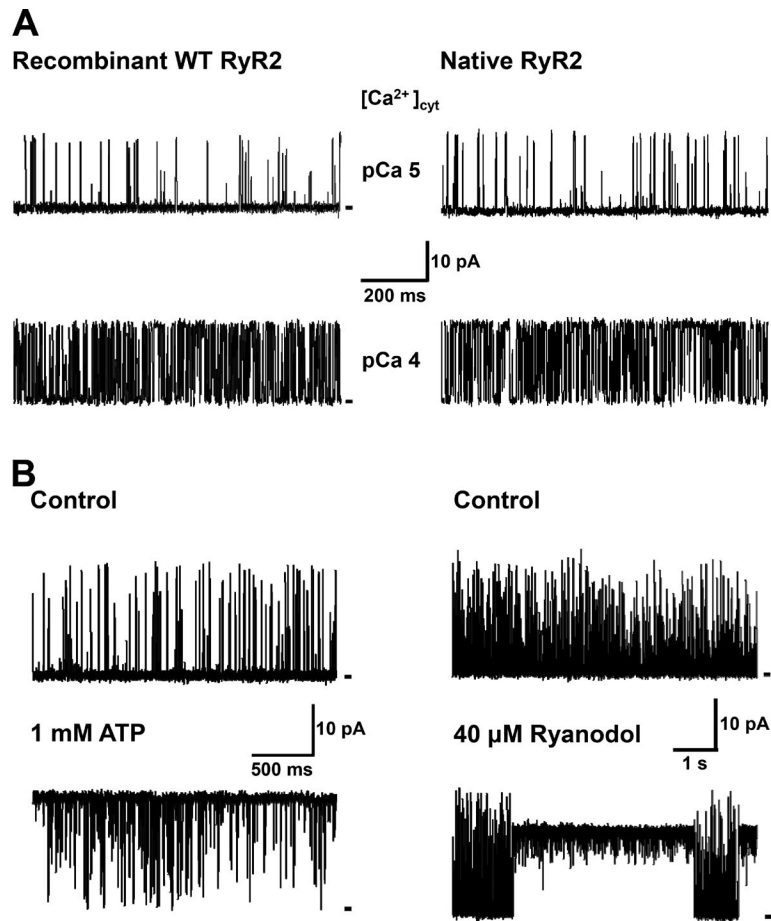 A
Recombinant WT RyR2
Native RyR2
[Ca²⁺]cyt
pCa 5
10 pA
200 ms
pCa 4
B
Control
Control
1 mM ATP
10 pA
500 ms
40 µM Ryanodol
10 pA
1 s